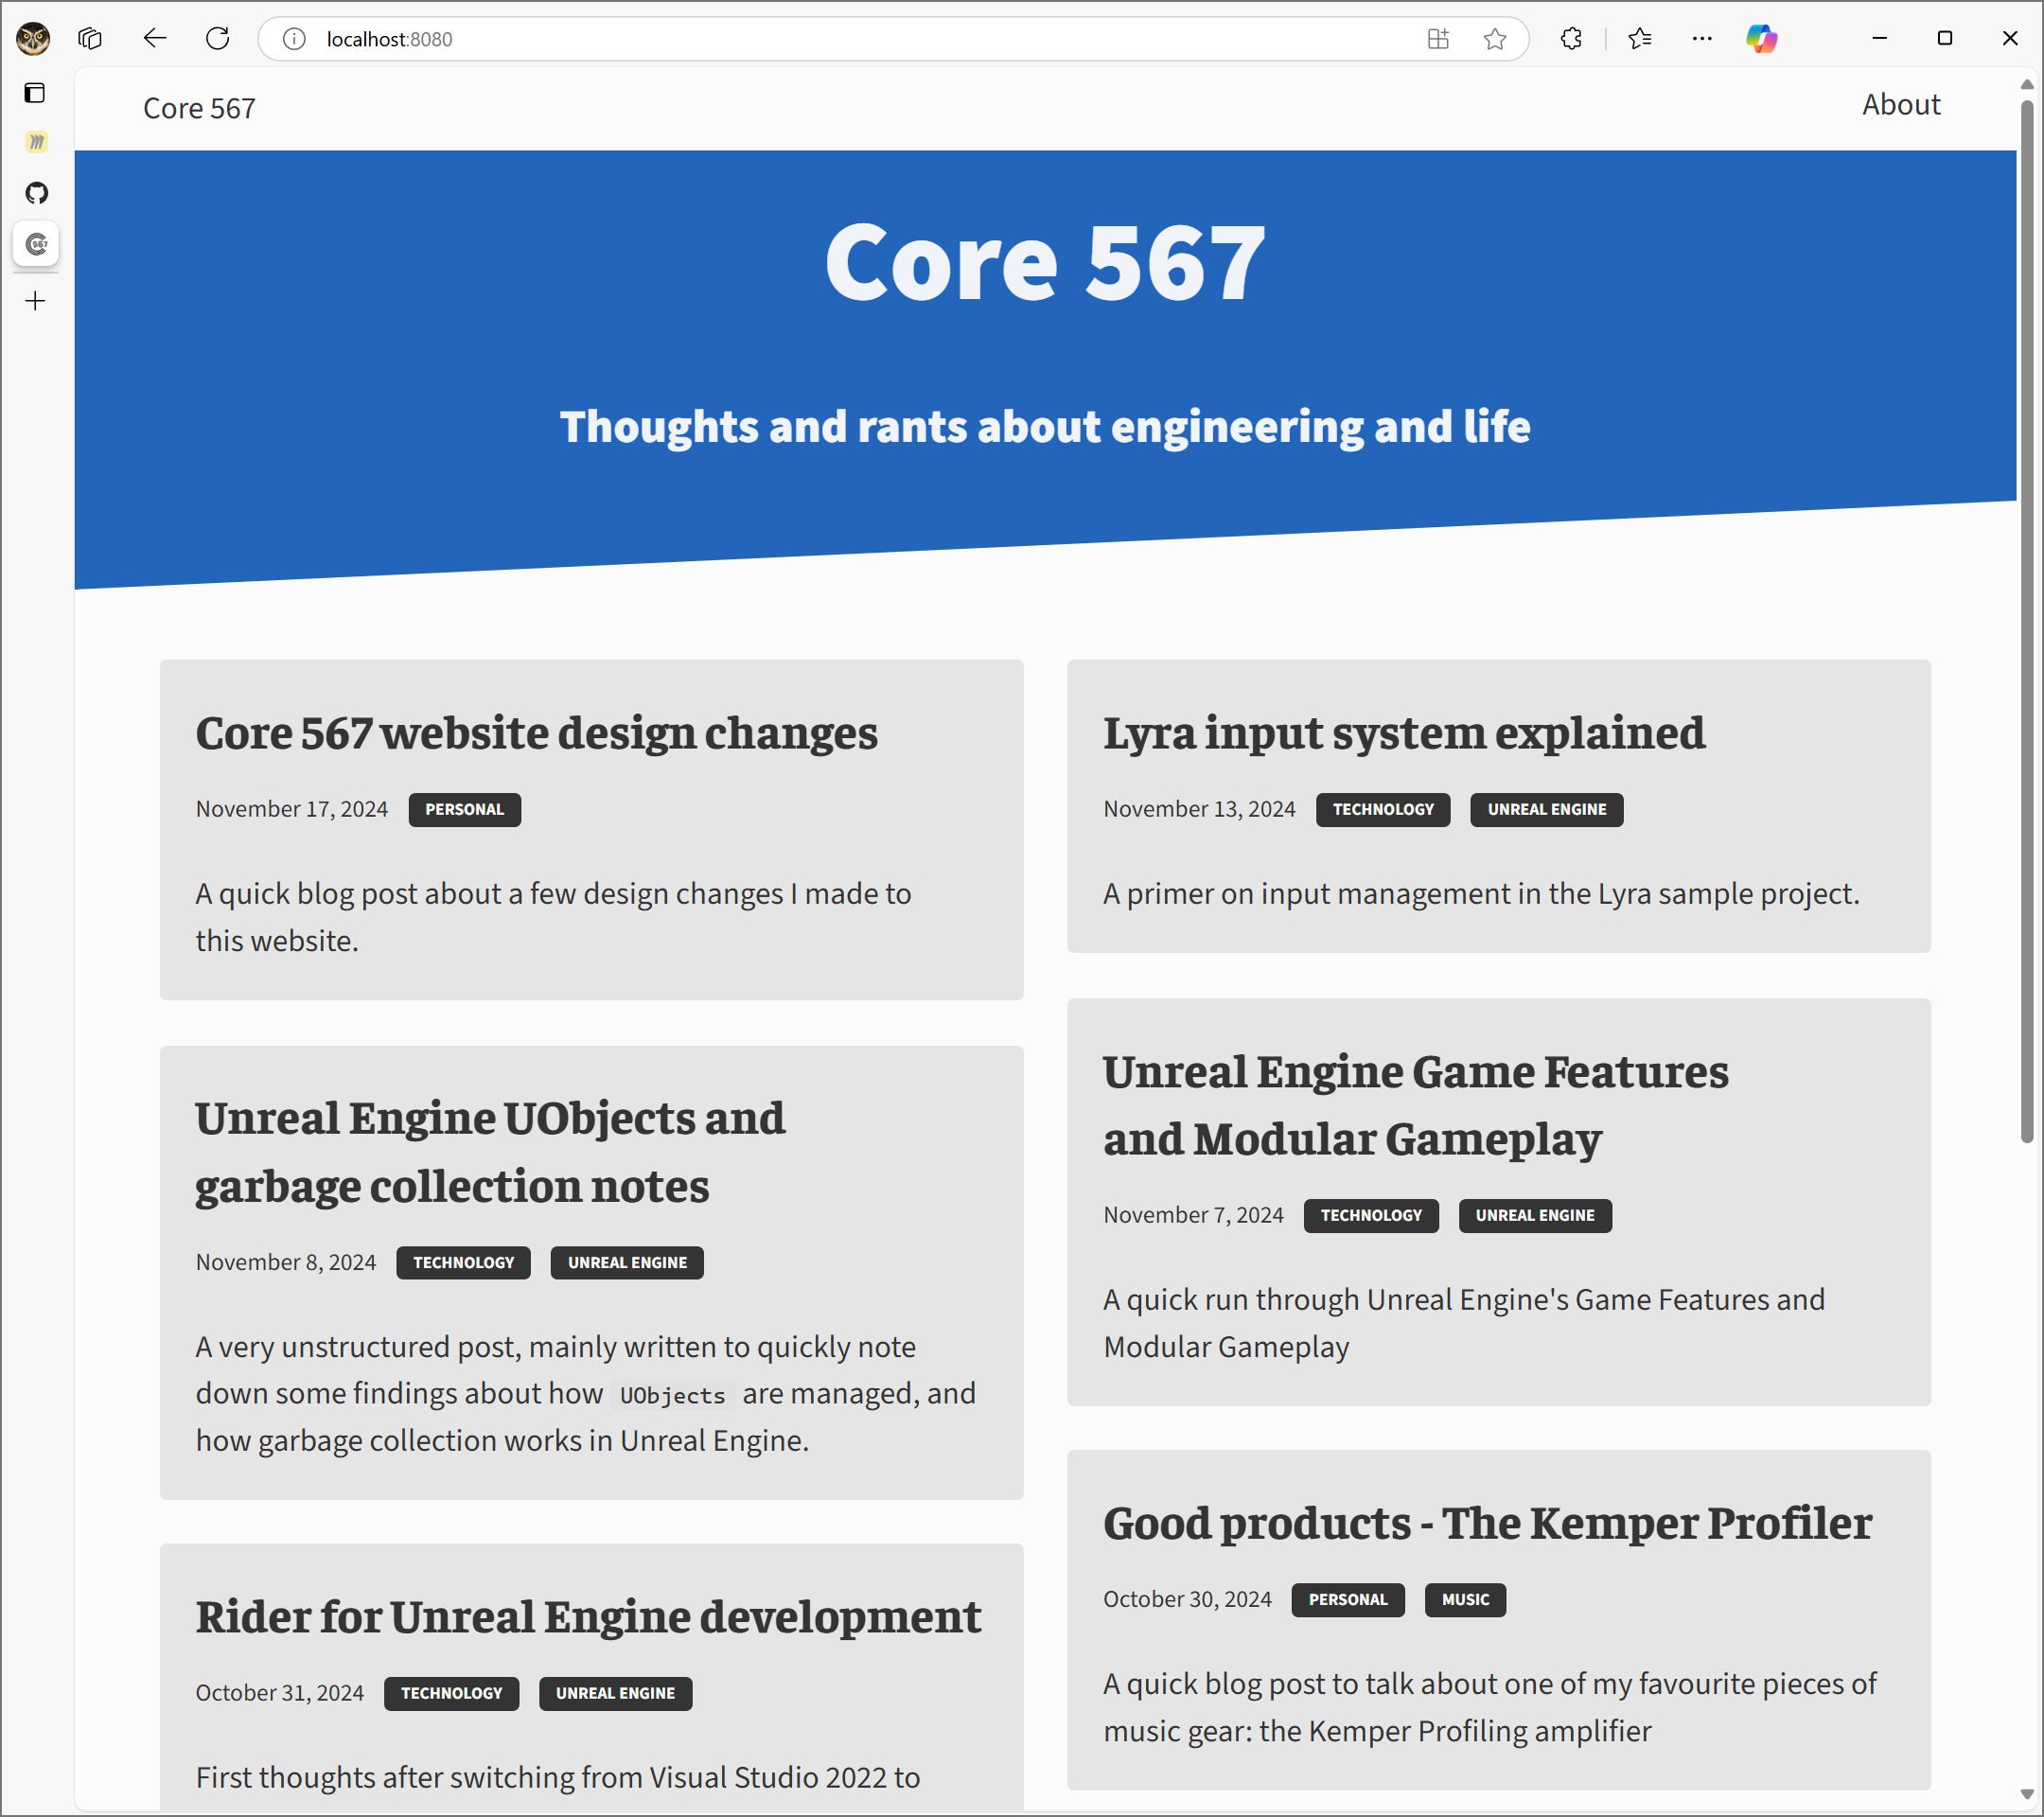 localhost:8080
Core 567
About
Core 567
Thoughts and rants about engineering and life
Core 567 website design changes
November 17, 2024 PERSONAL
A quick blog post about a few design changes I made to
this website.
Lyra input system explained
November 13, 2024 TECHNOLOGY UNREAL ENGINE
A primer on input management in the Lyra sample project.
Unreal Engine UObjects and
garbage collection notes
November 8, 2024 TECHNOLOGY UNREAL ENGINE
A very unstructured post, mainly written to quickly note
down some findings about how UObjects are managed, and
how garbage collection works in Unreal Engine.
Unreal Engine Game Features
and Modular Gameplay
November 7, 2024 TECHNOLOGY UNREAL ENGINE
A quick run through Unreal Engine's Game Features and
Modular Gameplay
Rider for Unreal Engine development
October 31, 2024 TECHNOLOGY UNREAL ENGINE
First thoughts after switching from Visual Studio 2022 to
Good products - The Kemper Profiler
October 30, 2024 PERSONAL MUSIC
A quick blog post to talk about one of my favourite pieces of
music gear: the Kemper Profiling amplifier